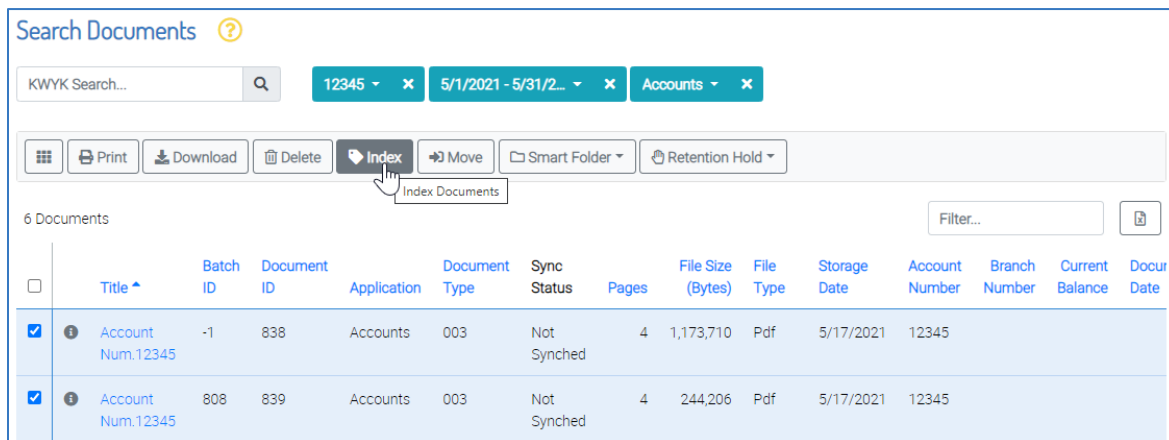 Search Documents ?
KWYK Search... 12345 5/1/2021 - 5/31/2... Accounts
Print Download Delete Index Move Smart Folder Retention Hold
Index Documents
6 Documents Filter...
Title Batch ID Document ID Application Document Type Sync Status Pages File Size (Bytes) File Type Storage Date Account Number Branch Number Current Balance Docur Date
Account Num.12345 -1 838 Accounts 003 Not Synched 4 1,173,710 Pdf 5/17/2021 12345
Account Num.12345 808 839 Accounts 003 Not Synched 4 244,206 Pdf 5/17/2021 12345